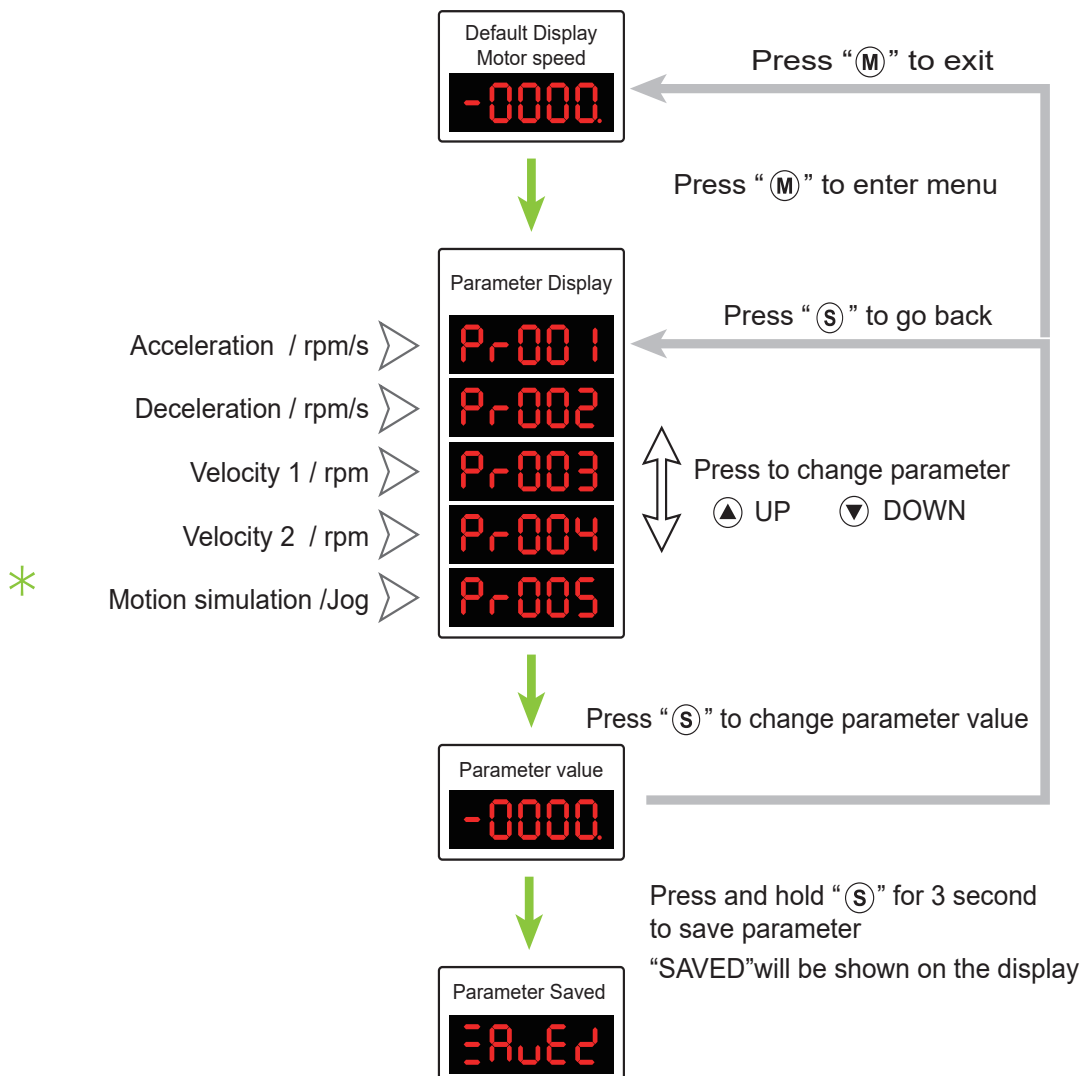 Default Display
Motor speed
-0000.
Press “Ⓜ” to exit
Press “Ⓜ” to enter menu
Parameter Display
Press “Ⓢ” to go back
Acceleration / rpm/s
Pr001
Deceleration / rpm/s
Pr002
Velocity 1 / rpm
Pr003
Press to change parameter
▲ UP ▼ DOWN
Velocity 2 / rpm
Pr004
*
Motion simulation /Jog
Pr005
Press “Ⓢ” to change parameter value
Parameter value
-0000.
Press and hold “Ⓢ” for 3 second
to save parameter
“SAVED”will be shown on the display
Parameter Saved
SAvEd